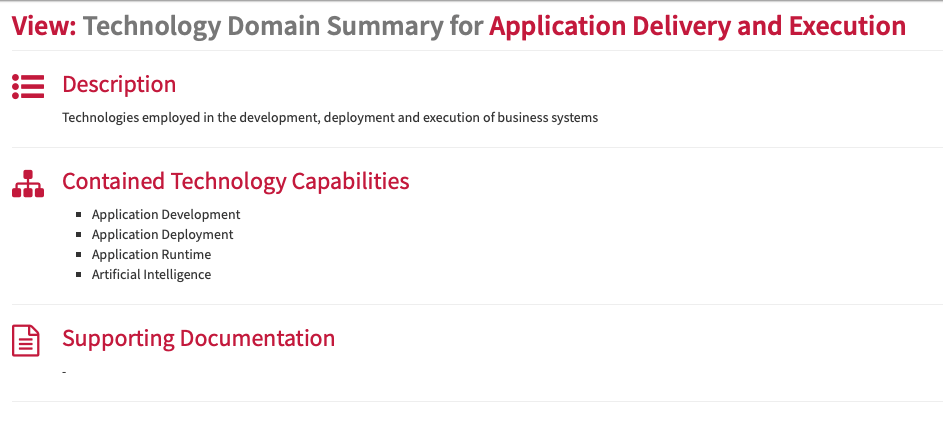 View: Technology Domain Summary for Application Delivery and Execution
Description
Technologies employed in the development, deployment and execution of business systems
Contained Technology Capabilities
Application Development
Application Deployment
Application Runtime
Artificial Intelligence
Supporting Documentation
-